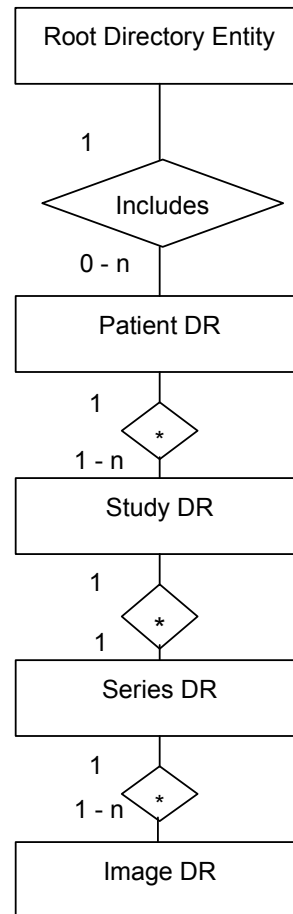 Root Directory Entity
1
Includes
0 - n
Patient DR
1
*
1 - n
Study DR
1
*
1
Series DR
1
*
1 - n
Image DR